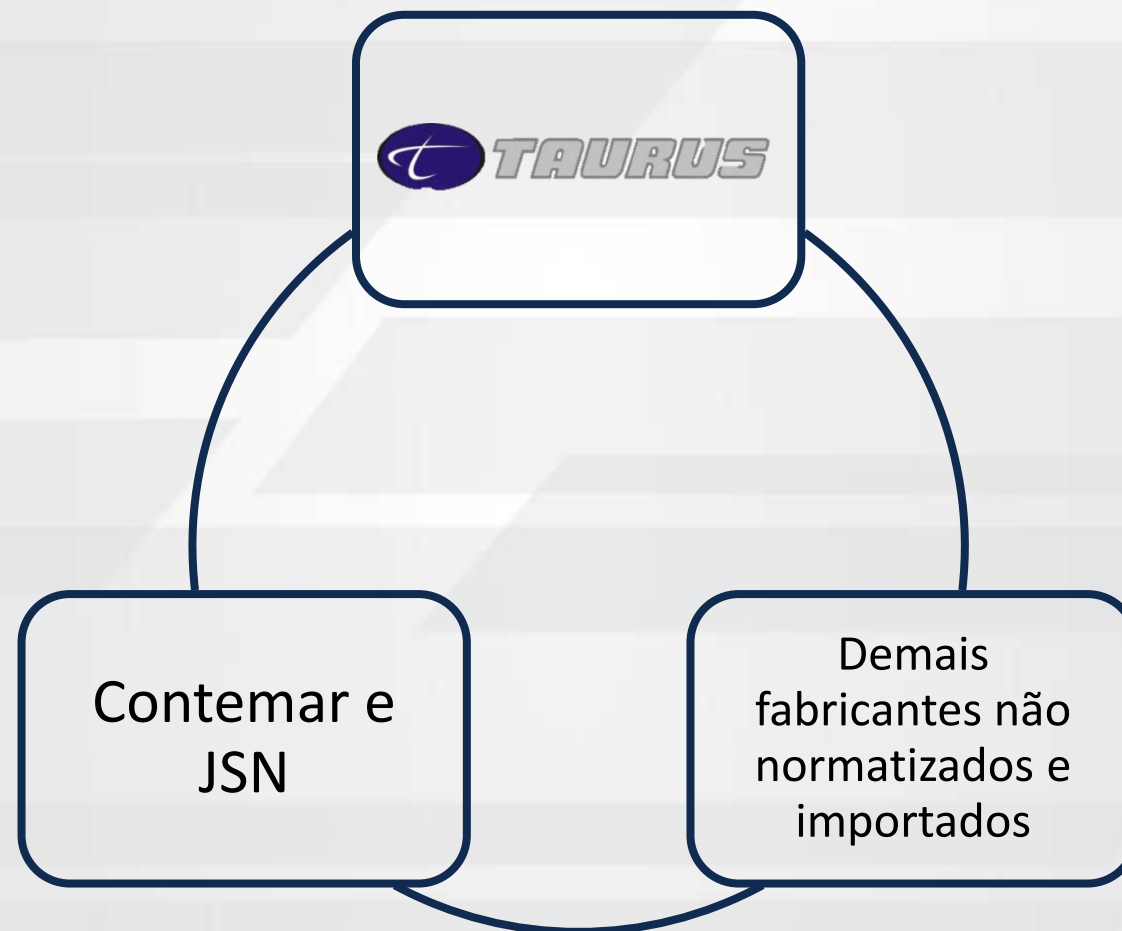 TAURUS
Contemar e
JSN
Demais
fabricantes não
normatizados e
importados